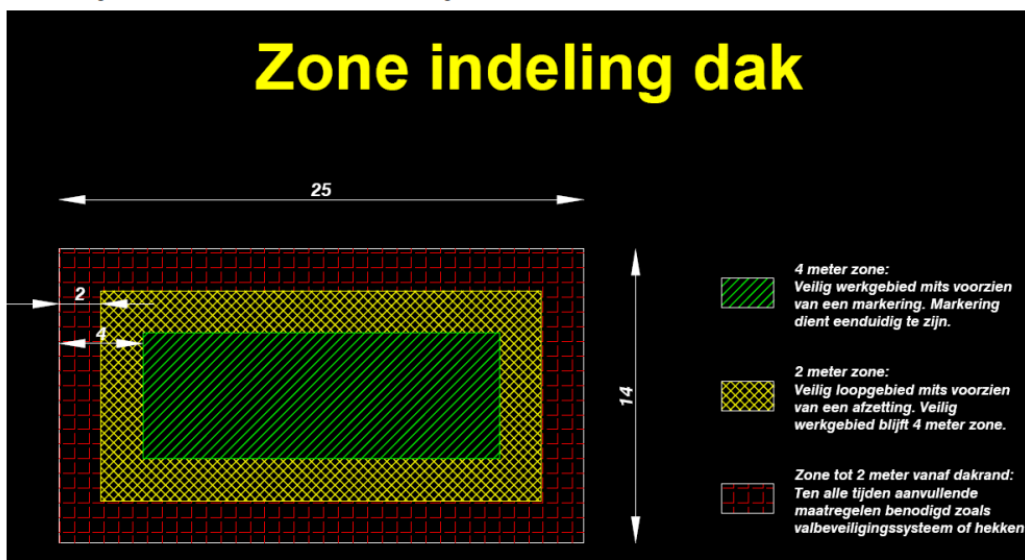 Zone indeling dak
25
2
4
14
4 meter zone:
Veilig werkgebied mits voorzien
van een markering. Markering
dient eenduidig te zijn.
2 meter zone:
Veilig loopgebied mits voorzien
van een afzetting. Veilig
werkgebied blijft 4 meter zone.
Zone tot 2 meter vanaf dakrand:
Ten alle tijden aanvullende
maatregelen benodigd zoals
valbeveiligingssysteem of hekken